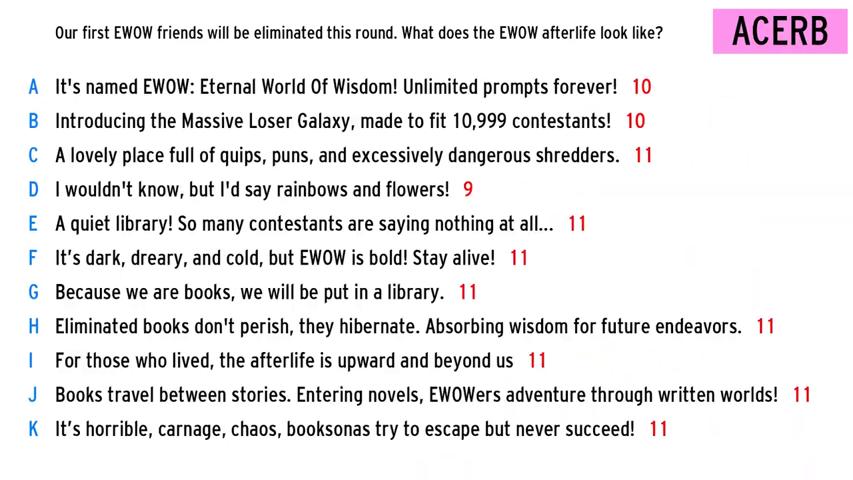 Our first EWOW friends will be eliminated this round. What does the EWOW afterlife look like?
ACERB
A It's named EWOW: Eternal World Of Wisdom! Unlimited prompts forever! 10
B Introducing the Massive Loser Galaxy, made to fit 10,999 contestants! 10
C A lovely place full of quips, puns, and excessively dangerous shredders. 11
D I wouldn't know, but I'd say rainbows and flowers! 9
E A quiet library! So many contestants are saying nothing at all... 11
F It’s dark, dreary, and cold, but EWOW is bold! Stay alive! 11
G Because we are books, we will be put in a library. 11
H Eliminated books don't perish, they hibernate. Absorbing wisdom for future endeavors. 11
I For those who lived, the afterlife is upward and beyond us 11
J Books travel between stories. Entering novels, EWOWers adventure through written worlds! 11
K It’s horrible, carnage, chaos, booksonas try to escape but never succeed! 11